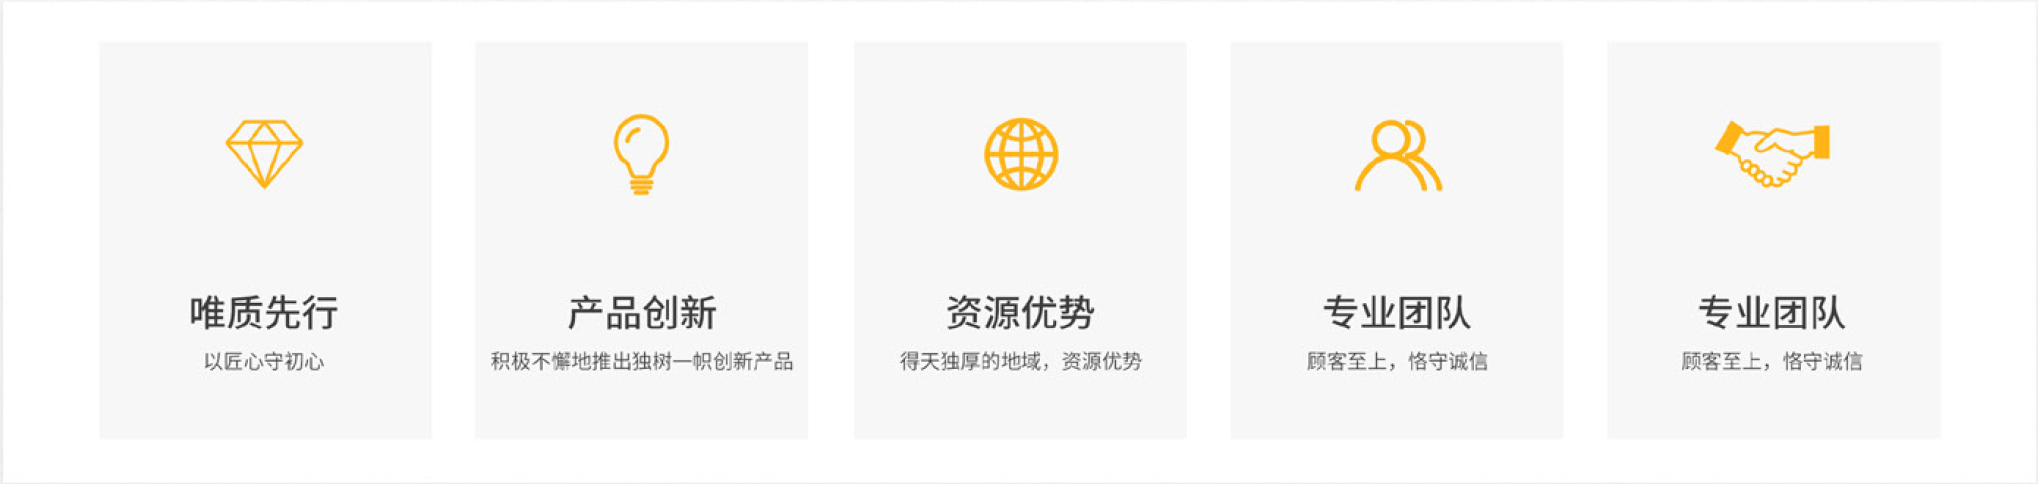 唯质先行
以匠心守初心
产品创新
积极不懈地推出独树一帜创新产品
资源优势
得天独厚的地域，资源优势
专业团队
顾客至上，恪守诚信
专业团队
顾客至上，恪守诚信